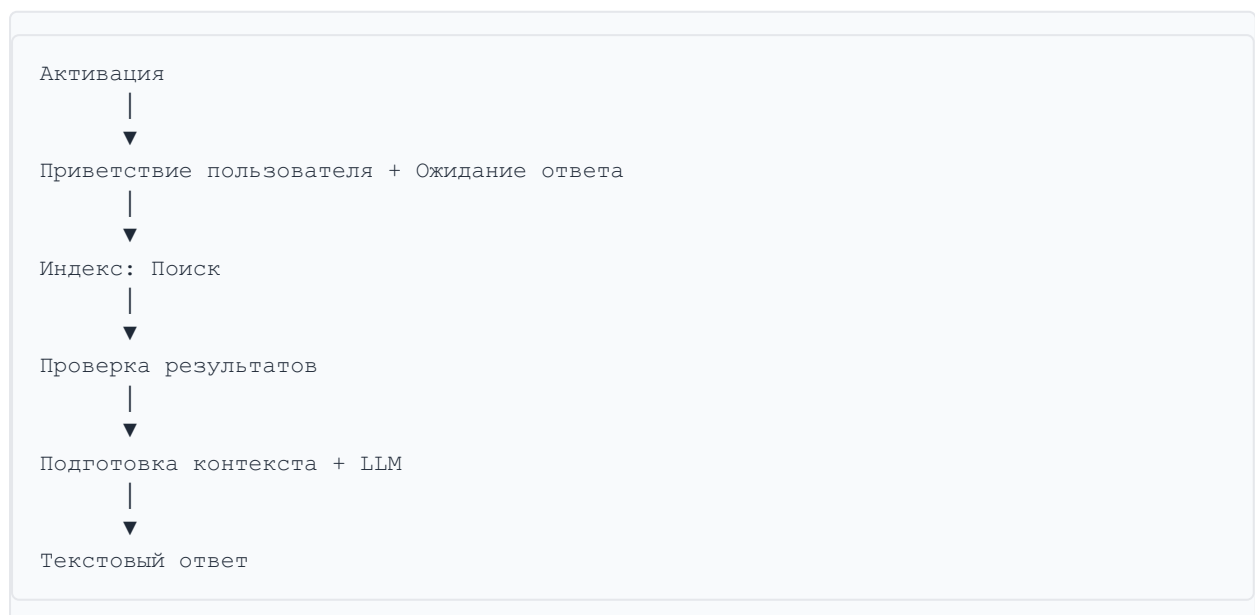 Активация
│
▼
Приветствие пользователя + Ожидание ответа
│
▼
Индекс: Поиск
│
▼
Проверка результатов
│
▼
Подготовка контекста + LLM
│
▼
Текстовый ответ